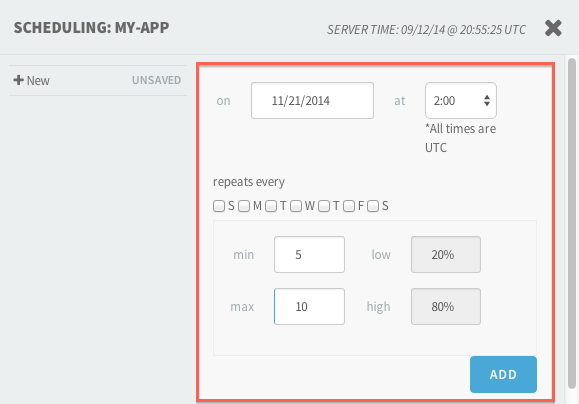 SCHEDULING: MY-APP
SERVER TIME: 09/12/14 @ 20:55:25 UTC
New
UNSAVED
on 11/21/2014 at 2:00
*All times are
UTC
repeats every
S M T W T F S
min 5 low 20%
max 10 high 80%
ADD